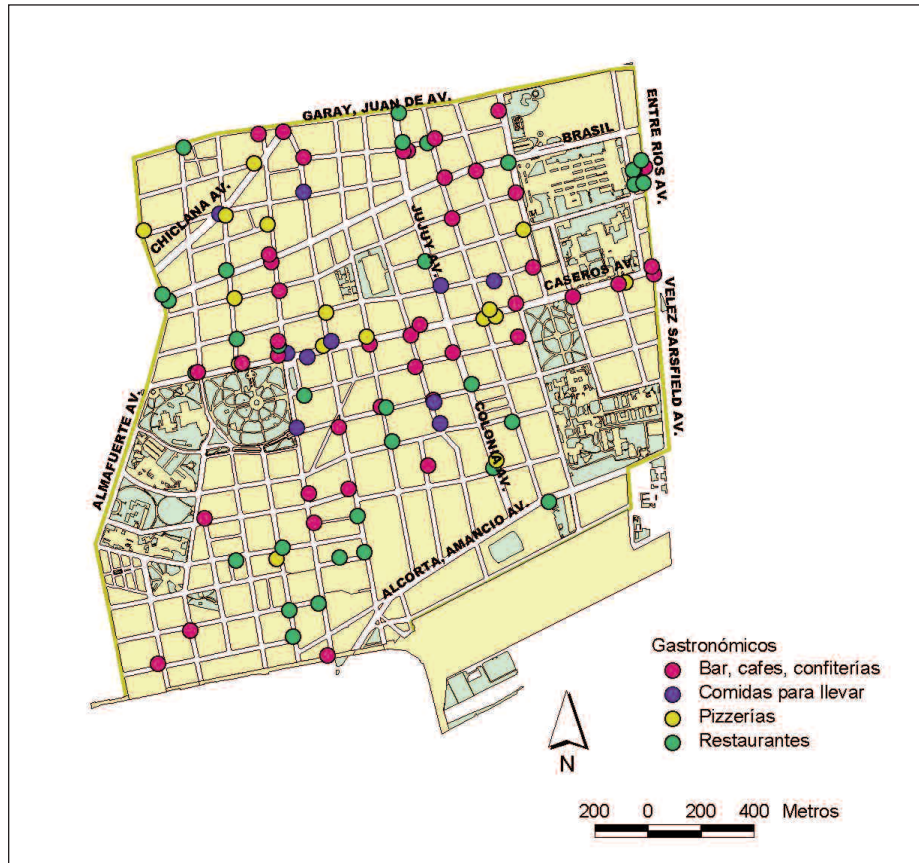 GARAY, JUAN DE AV.
ENTRE RIOS AV.
BRASIL
CHICLANA AV.
JUJUY AV.
CASEROS AV.
VELEZ SARSFIELD AV.
ALMAFUERTE AV.
COLONIA AV.
ALCORTA, AMANCIO AV.
Gastronómicos
Bar, cafes, confiterías
Comidas para llevar
Pizzerías
Restaurantes
N
200 0 200 400 Metros